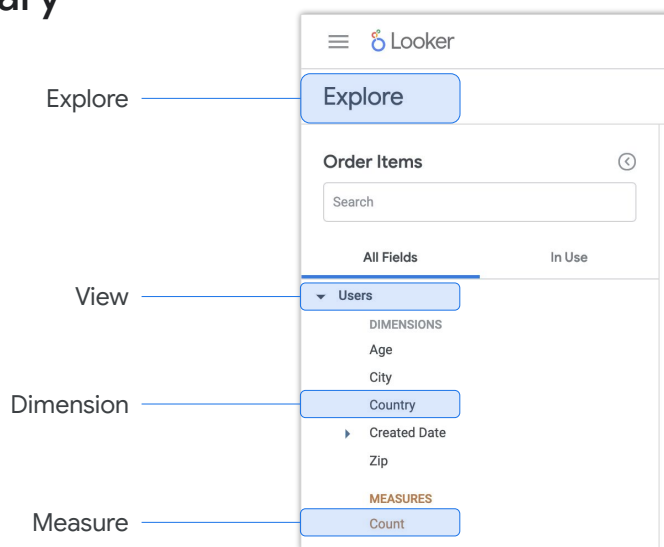 Looker
Explore
Explore
Order Items
Search
All Fields
In Use
View
Users
DIMENSIONS
Age
City
Dimension
Country
Created Date
Zip
MEASURES
Measure
Count